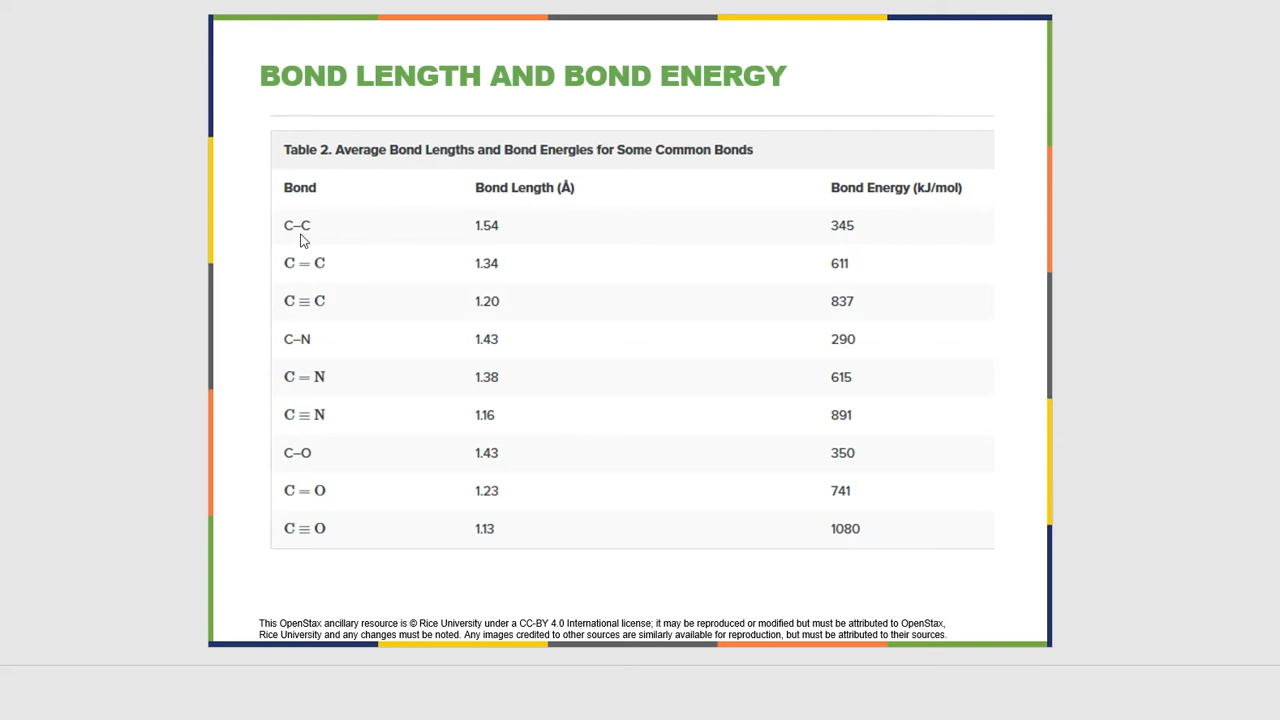 BOND LENGTH AND BOND ENERGY
Table 2. Average Bond Lengths and Bond Energies for Some Common Bonds
Bond Bond Length (Å) Bond Energy (kJ/mol)
C–C 1.54 345
C = C 1.34 611
C ≡ C 1.20 837
C–N 1.43 290
C = N 1.38 615
C ≡ N 1.16 891
C–O 1.43 350
C = O 1.23 741
C ≡ O 1.13 1080
This OpenStax ancillary resource is © Rice University under a CC-BY 4.0 International license; it may be reproduced or modified but must be attributed to OpenStax,
Rice University and any changes must be noted. Any images credited to other sources are similarly available for reproduction, but must be attributed to their sources.